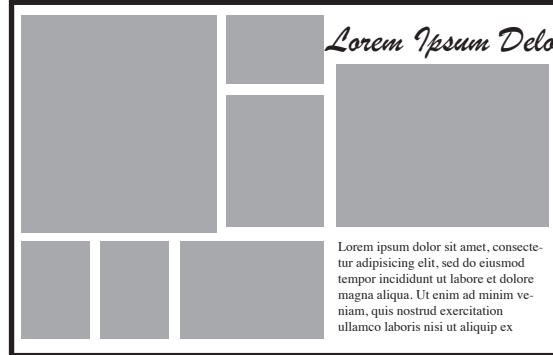 Lorem Ipsum Delo
Lorem ipsum dolor sit amet, consecte-
tur adipisicing elit, sed do eiusmod
tempor incididunt ut labore et dolore
magna aliqua. Ut enim ad minim ve-
niam, quis nostrud exercitation
ullamco laboris nisi ut aliquip ex